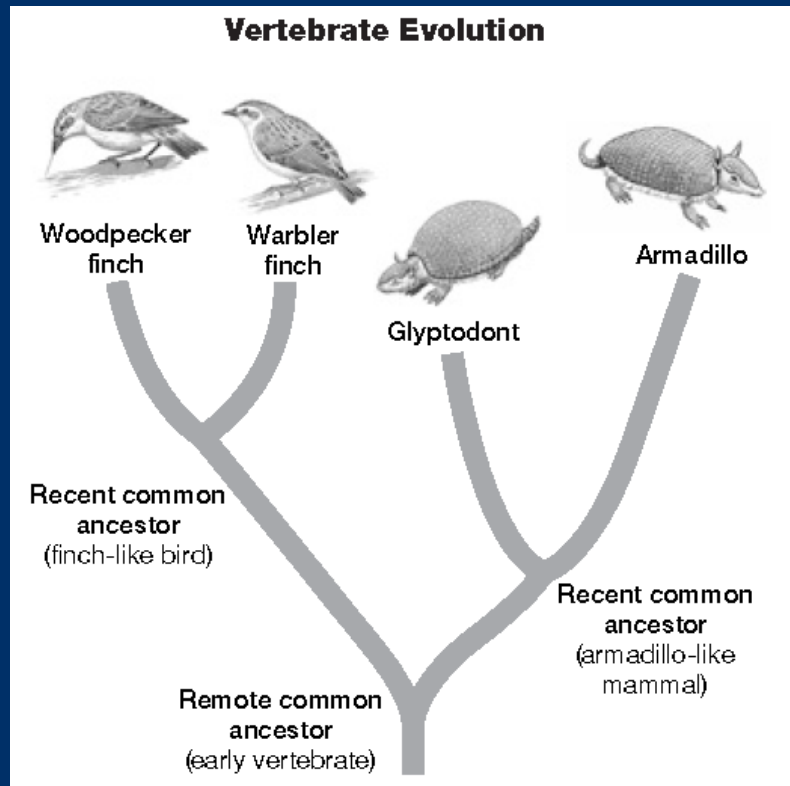 Vertebrate Evolution
Woodpecker
finch
Warbler
finch
Glyptodont
Armadillo
Recent common
ancestor
(finch-like bird)
Recent common
ancestor
(armadillo-like
mammal)
Remote common
ancestor
(early vertebrate)